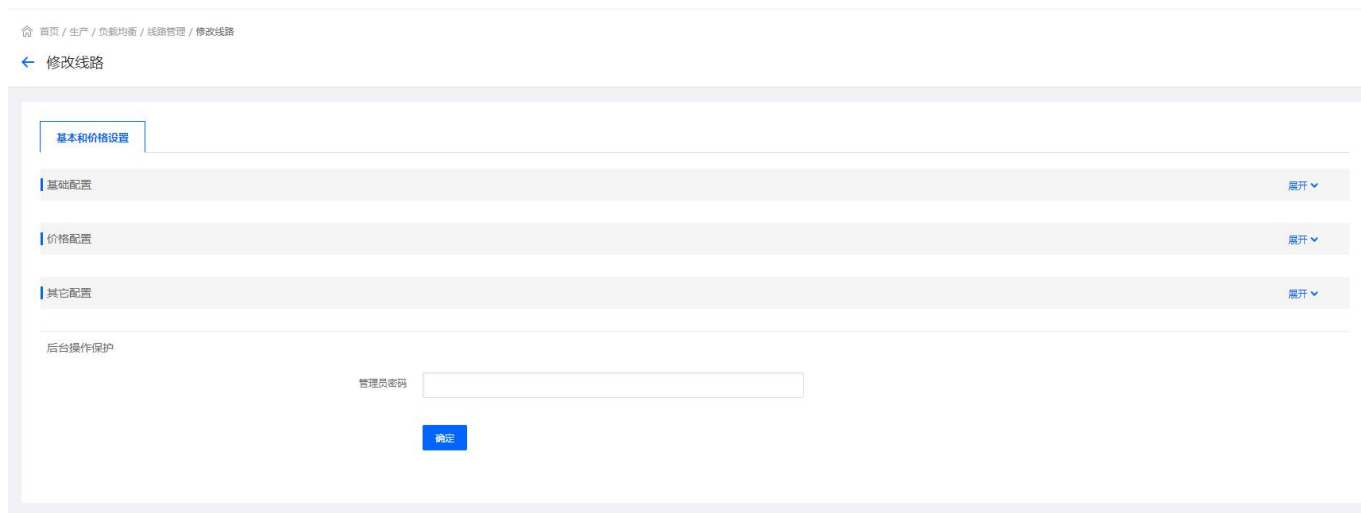 首页 / 生产 / 负载均衡 / 线路管理 / 修改线路
修改线路
基本和价格设置
基础配置 展开
价格配置 展开
其它配置 展开
后台操作保护
管理员密码
确定